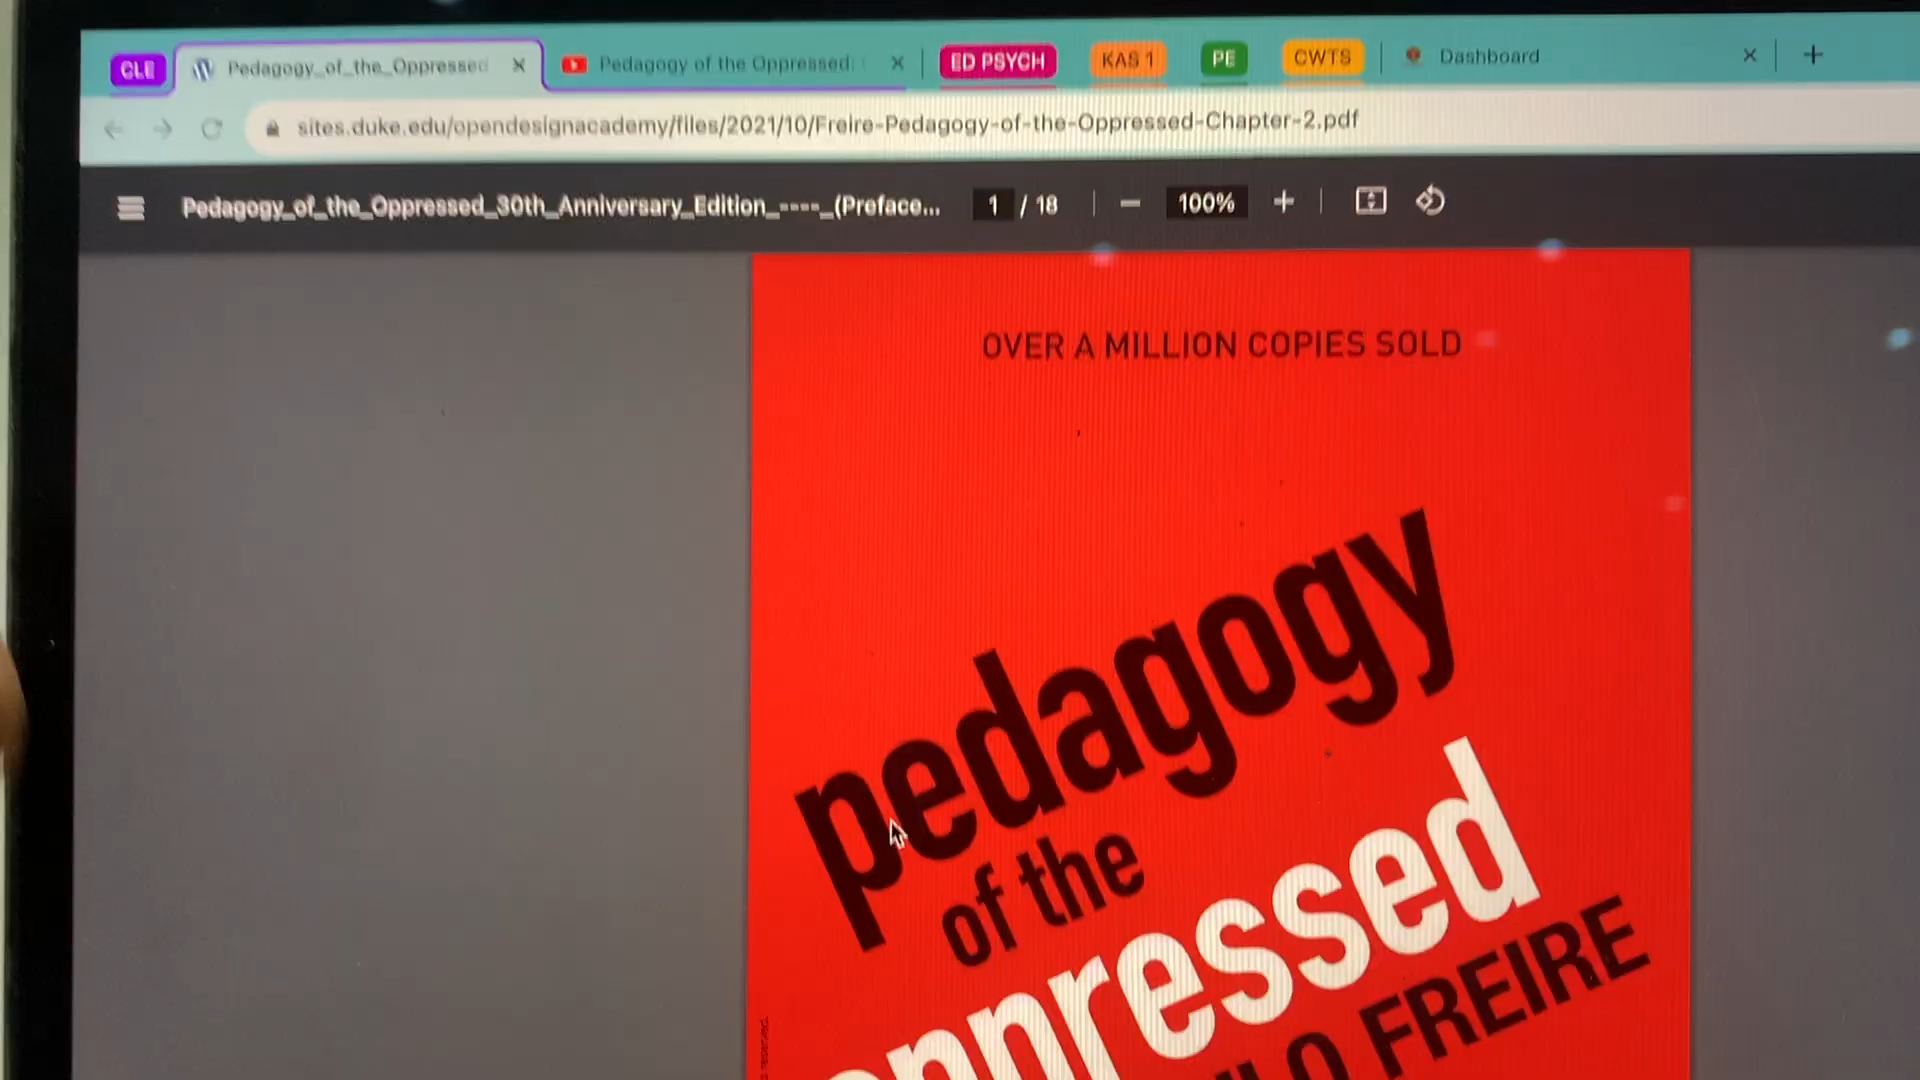 CLE Pedagogy_of_the_Oppressed Pedagogy of the Oppressed: ED PSYCH KAS 1 PE CWTS Dashboard
sites.duke.edu/opendesignacademy/files/2021/10/Freire-Pedagogy-of-the-Oppressed-Chapter-2.pdf
Pedagogy_of_the_Oppressed_30th_Anniversary_Edition_----_(Preface... 1 / 18 100%
OVER A MILLION COPIES SOLD
pedagogy
of the
oppressed
FREIRE